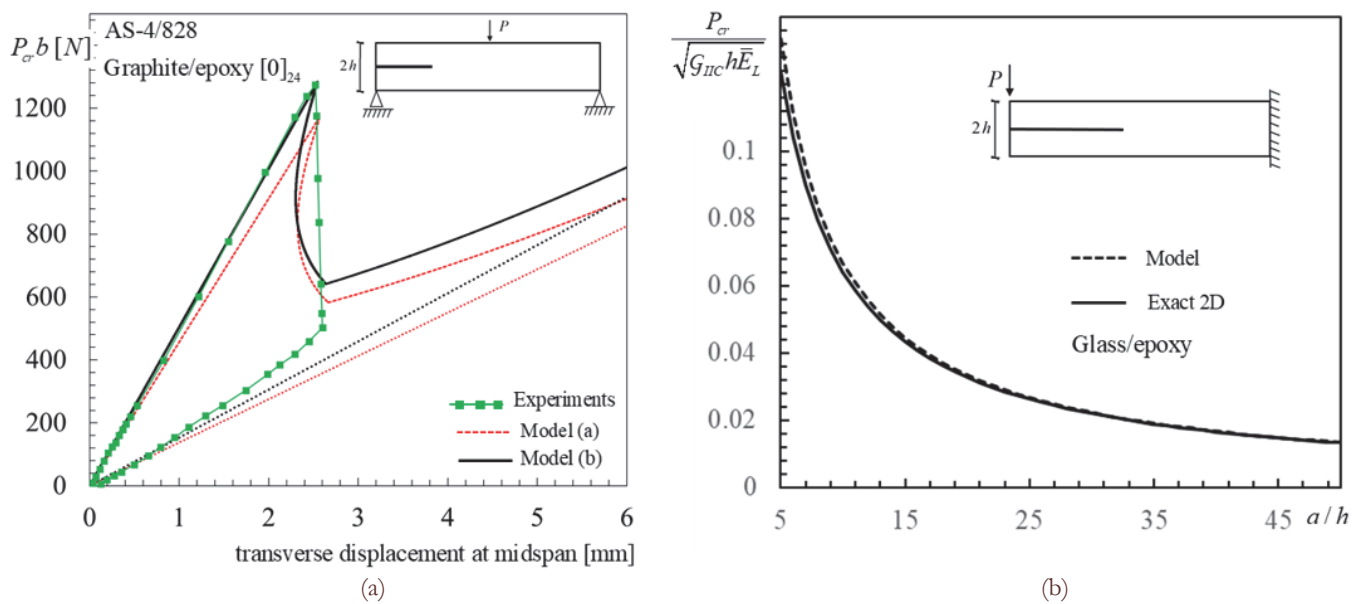 AS-4/828
P_cr b [N]
Graphite/epoxy [0]_24
P
2h
1200
1000
800
600
400
200
0
0 1 2 3 4 5 6
Experiments
Model (a)
Model (b)
transverse displacement at midspan [mm]
(a)
P_cr
√G_IIC h Ē_L
P
2h
0.1
0.08
0.06
0.04
0.02
0
Model
Exact 2D
Glass/epoxy
5 15 25 35 45 a/h
(b)